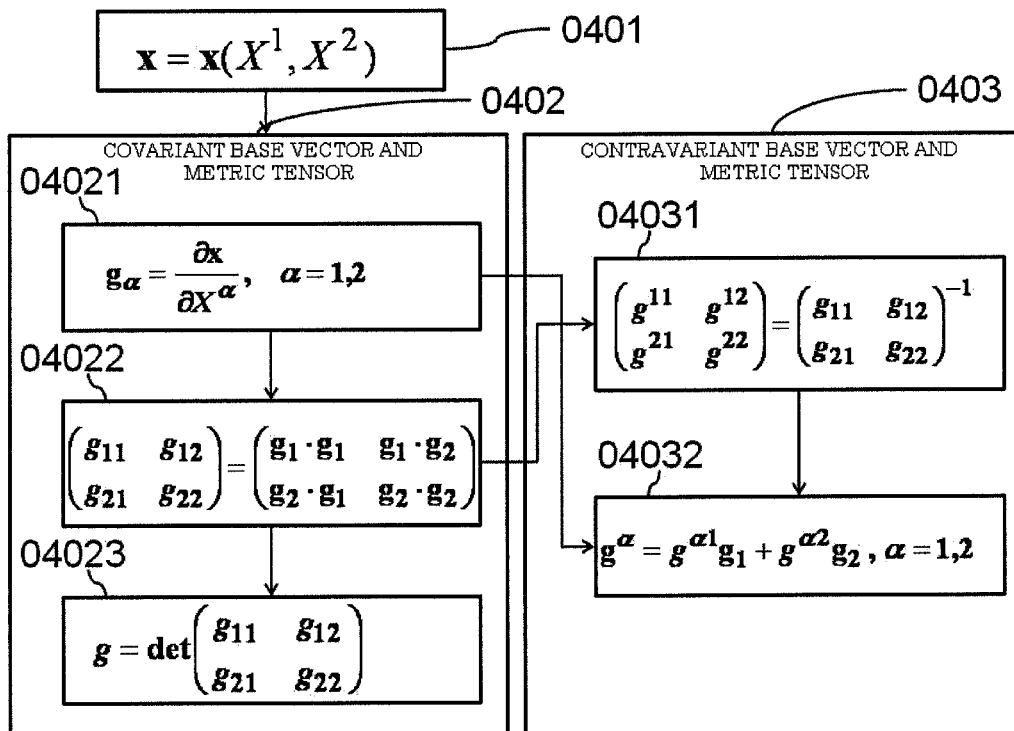 0401
x = x(X^1, X^2)
0402
COVARIANT BASE VECTOR AND
METRIC TENSOR
04021
g_α = ∂x/∂X^α, α = 1,2
04022
(g_11 g_12
g_21 g_22) = (g_1 · g_1 g_1 · g_2
g_2 · g_1 g_2 · g_2)
04023
g = det(g_11 g_12
g_21 g_22)
0403
CONTRAVARIANT BASE VECTOR AND
METRIC TENSOR
04031
(g^11 g^12
g^21 g^22) = (g_11 g_12
g_21 g_22)^−1
04032
g^α = g^α1 g_1 + g^α2 g_2 , α = 1,2